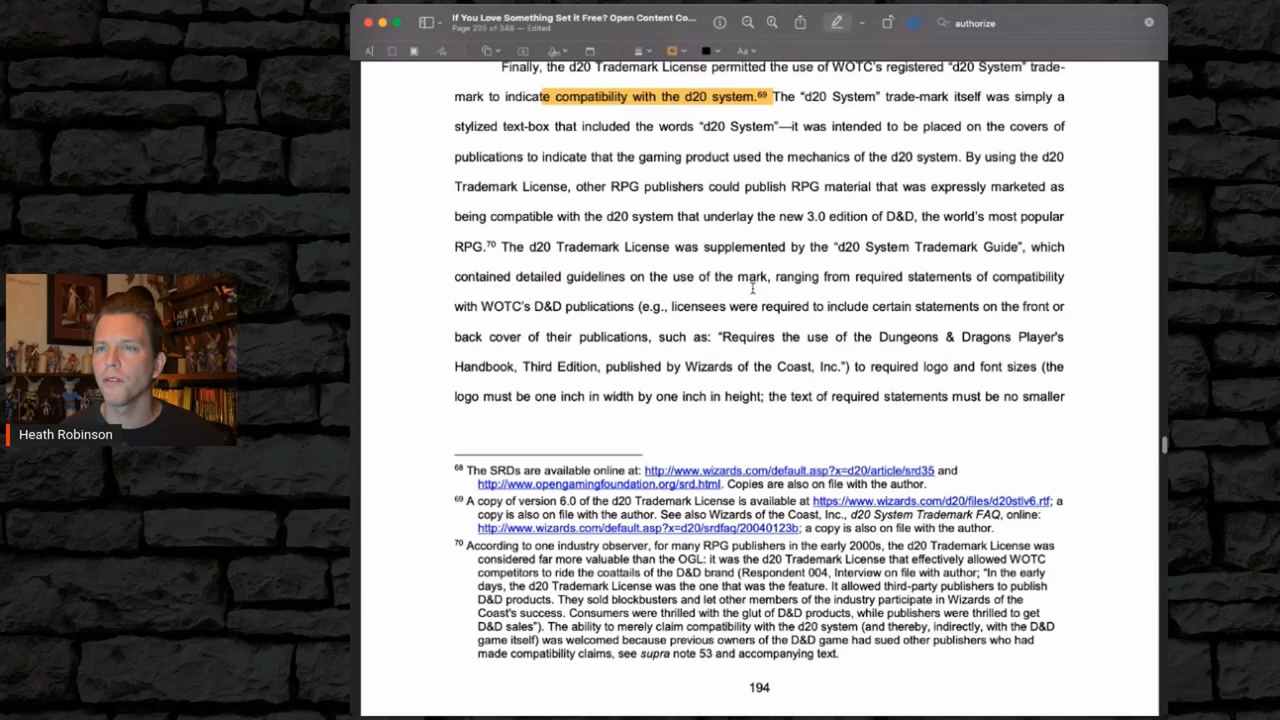 If You Love Something Set it Free? Open Content Co...
Page 205 of 348 — Edited
authorize
Aa
Finally, the d20 Trademark License permitted the use of WOTC's registered “d20 System” trade-
mark to indicate compatibility with the d20 system.69 The “d20 System” trade-mark itself was simply a
stylized text-box that included the words “d20 System”—it was intended to be placed on the covers of
publications to indicate that the gaming product used the mechanics of the d20 system. By using the d20
Trademark License, other RPG publishers could publish RPG material that was expressly marketed as
being compatible with the d20 system that underlay the new 3.0 edition of D&D, the world's most popular
RPG.70 The d20 Trademark License was supplemented by the “d20 System Trademark Guide”, which
contained detailed guidelines on the use of the mark, ranging from required statements of compatibility
with WOTC's D&D publications (e.g., licensees were required to include certain statements on the front or
back cover of their publications, such as: “Requires the use of the Dungeons & Dragons Player's
Handbook, Third Edition, published by Wizards of the Coast, Inc.”) to required logo and font sizes (the
logo must be one inch in width by one inch in height; the text of required statements must be no smaller
68 The SRDs are available online at: http://www.wizards.com/default.asp?x=d20/article/srd35 and
http://www.opengamingfoundation.org/srd.html. Copies are also on file with the author.
69 A copy of version 6.0 of the d20 Trademark License is available at https://www.wizards.com/d20/files/d20stlv6.rtf; a
copy is also on file with the author. See also Wizards of the Coast, Inc., d20 System Trademark FAQ, online:
http://www.wizards.com/default.asp?x=d20/srdfaq/20040123b; a copy is also on file with the author.
70 According to one industry observer, for many RPG publishers in the early 2000s, the d20 Trademark License was
considered far more valuable than the OGL: it was the d20 Trademark License that effectively allowed WOTC
competitors to ride the coattails of the D&D brand (Respondent 004, Interview on file with author; “In the early
days, the d20 Trademark License was the one that was the feature. It allowed third-party publishers to publish
D&D products. They sold blockbusters and let other members of the industry participate in Wizards of the
Coast's success. Consumers were thrilled with the glut of D&D products, while publishers were thrilled to get
D&D sales”). The ability to merely claim compatibility with the d20 system (and thereby, indirectly, with the D&D
game itself) was welcomed because previous owners of the D&D game had sued other publishers who had
made compatibility claims, see supra note 53 and accompanying text.
194
Heath Robinson